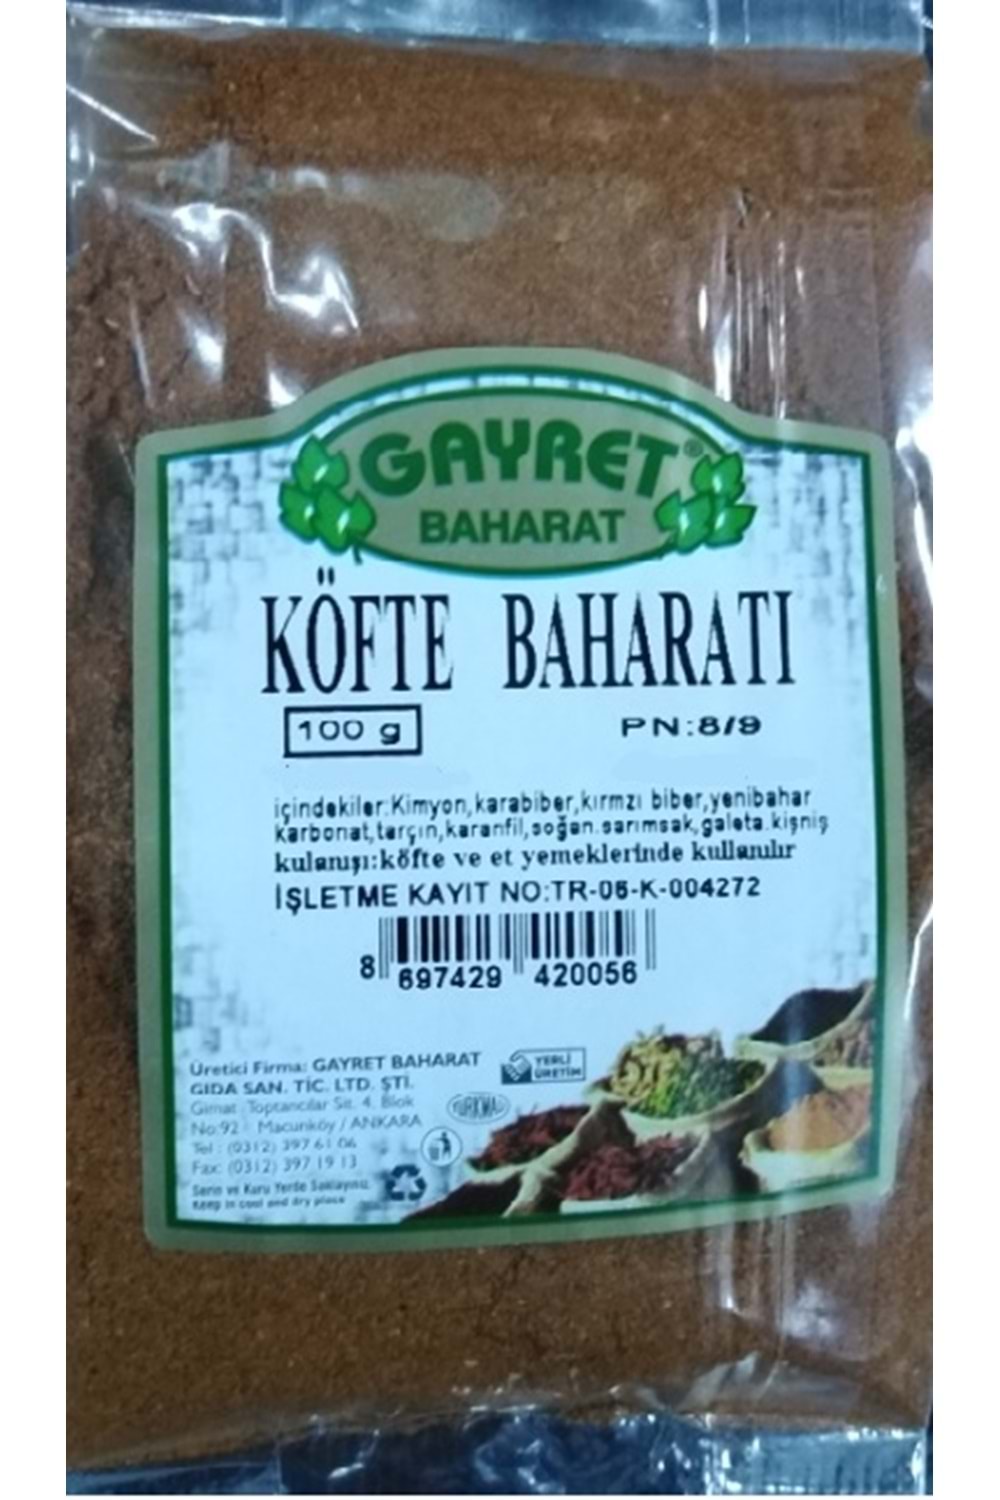 GAYRET®
BAHARAT
KÖFTE BAHARATI
100 g PN:8/9
içindekiler:Kimyon,karabiber,kırmzı biber,yenibahar
karbonat,tarçın,karanfil,soğan.sarımsak,galeta.kişniş
kulanışı:köfte ve et yemeklerinde kullanılır
İŞLETME KAYIT NO:TR-06-K-004272
8 697429 420056
Üretici Firma: GAYRET BAHARAT
GIDA SAN. TİC. LTD. ŞTİ.
Gimat Toptancılar Sit. 4. Blok
No:92 Macunköy / ANKARA
Tel : (0312) 397 61 06
Fax: (0312) 397 19 13
Serin ve Kuru Yerde Saklayınız.
Keep in cool and dry place
YERLİ
ÜRETİM